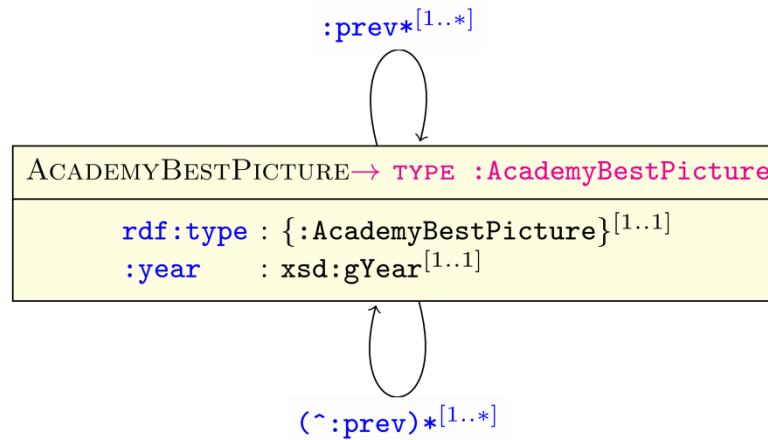 :prev*[1..*]
AcademyBestPicture→ TYPE :AcademyBestPicture
rdf:type : {:AcademyBestPicture}[1..1]
:year : xsd:gYear[1..1]
(^:prev)*[1..*]